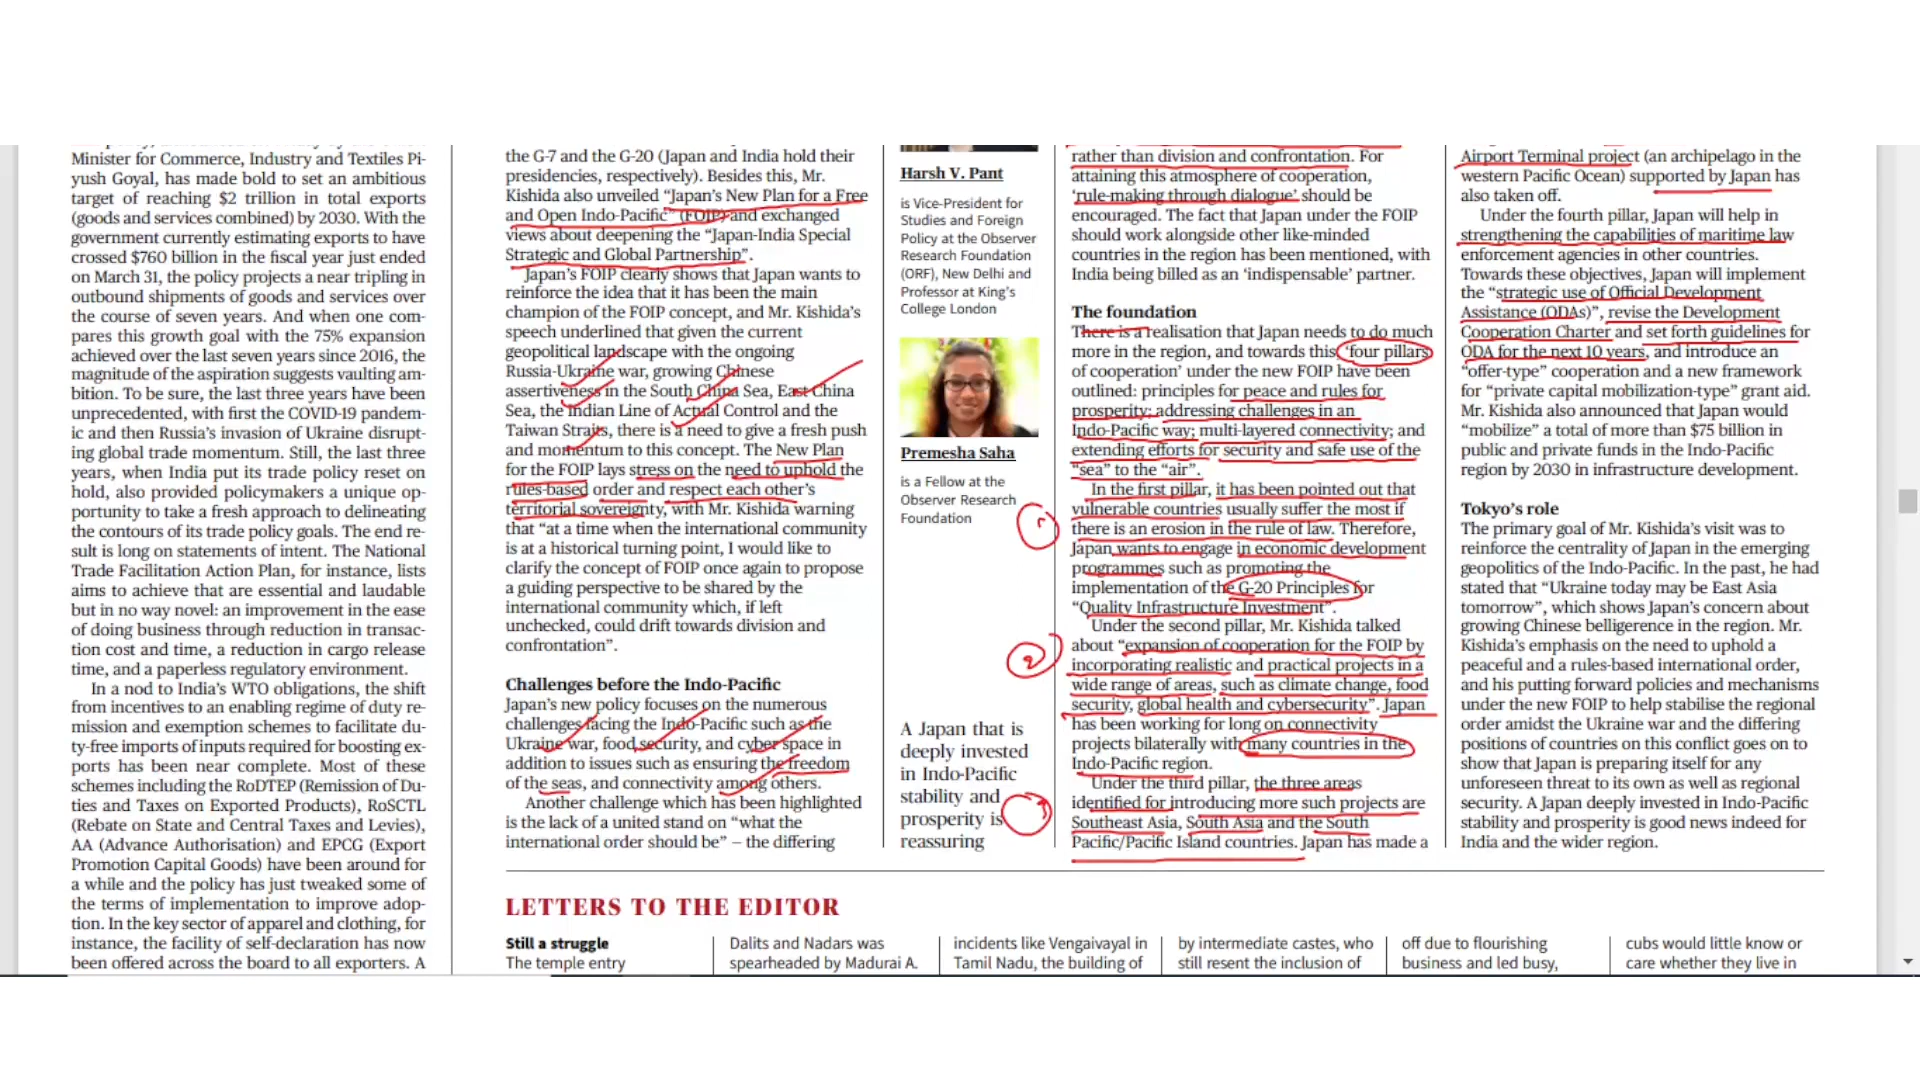 Minister for Commerce, Industry and Textiles Pi-
yush Goyal, has made bold to set an ambitious
target of reaching $2 trillion in total exports
(goods and services combined) by 2030. With the
government currently estimating exports to have
crossed $760 billion in the fiscal year just ended
on March 31, the policy projects a near tripling in
outbound shipments of goods and services over
the course of seven years. And when one com-
pares this growth goal with the 75% expansion
achieved over the last seven years since 2016, the
magnitude of the aspiration suggests vaulting am-
bition. To be sure, the last three years have been
unprecedented, with first the COVID-19 pandem-
ic and then Russia’s invasion of Ukraine disrupt-
ing global trade momentum. Still, the last three
years, when India put its trade policy reset on
hold, also provided policymakers a unique op-
portunity to take a fresh approach to delineating
the contours of its trade policy goals. The end re-
sult is long on statements of intent. The National
Trade Facilitation Action Plan, for instance, lists
aims to achieve that are essential and laudable
but in no way novel: an improvement in the ease
of doing business through reduction in transac-
tion cost and time, a reduction in cargo release
time, and a paperless regulatory environment.
In a nod to India’s WTO obligations, the shift
from incentives to an enabling regime of duty re-
mission and exemption schemes to facilitate du-
ty-free imports of inputs required for boosting ex-
ports has been near complete. Most of these
schemes including the RoDTEP (Remission of Du-
ties and Taxes on Exported Products), RoSCTL
(Rebate on State and Central Taxes and Levies),
AA (Advance Authorisation) and EPCG (Export
Promotion Capital Goods) have been around for
a while and the policy has just tweaked some of
the terms of implementation to improve adop-
tion. In the key sector of apparel and clothing, for
instance, the facility of self-declaration has now
been offered across the board to all exporters. A
the G-7 and the G-20 (Japan and India hold their
presidencies, respectively). Besides this, Mr.
Kishida also unveiled “Japan’s New Plan for a Free
and Open Indo-Pacific” (FOIP) and exchanged
views about deepening the “Japan-India Special
Strategic and Global Partnership”.
Japan’s FOIP clearly shows that Japan wants to
reinforce the idea that it has been the main
champion of the FOIP concept, and Mr. Kishida’s
speech underlined that given the current
geopolitical landscape with the ongoing
Russia-Ukraine war, growing Chinese
assertiveness in the South China Sea, East China
Sea, the Indian Line of Actual Control and the
Taiwan Straits, there is a need to give a fresh push
and momentum to this concept. The New Plan
for the FOIP lays stress on the need to uphold the
rules-based order and respect each other’s
territorial sovereignty, with Mr. Kishida warning
that “at a time when the international community
is at a historical turning point, I would like to
clarify the concept of FOIP once again to propose
a guiding perspective to be shared by the
international community which, if left
unchecked, could drift towards division and
confrontation”.
Challenges before the Indo-Pacific
Japan’s new policy focuses on the numerous
challenges facing the Indo-Pacific such as the
Ukraine war, food security, and cyber space in
addition to issues such as ensuring the freedom
of the seas, and connectivity among others.
Another challenge which has been highlighted
is the lack of a united stand on “what the
international order should be” – the differing
Harsh V. Pant
is Vice-President for
Studies and Foreign
Policy at the Observer
Research Foundation
(ORF), New Delhi and
Professor at King’s
College London
Premesha Saha
is a Fellow at the
Observer Research
Foundation
1
2
3
A Japan that is
deeply invested
in Indo-Pacific
stability and
prosperity is
reassuring
rather than division and confrontation. For
attaining this atmosphere of cooperation,
‘rule-making through dialogue’ should be
encouraged. The fact that Japan under the FOIP
should work alongside other like-minded
countries in the region has been mentioned, with
India being billed as an ‘indispensable’ partner.
The foundation
There is a realisation that Japan needs to do much
more in the region, and towards this ‘four pillars
of cooperation’ under the new FOIP have been
outlined: principles for peace and rules for
prosperity; addressing challenges in an
Indo-Pacific way; multi-layered connectivity; and
extending efforts for security and safe use of the
“sea” to the “air”.
In the first pillar, it has been pointed out that
vulnerable countries usually suffer the most if
there is an erosion in the rule of law. Therefore,
Japan wants to engage in economic development
programmes such as promoting the
implementation of the G-20 Principles for
“Quality Infrastructure Investment”.
Under the second pillar, Mr. Kishida talked
about “expansion of cooperation for the FOIP by
incorporating realistic and practical projects in a
wide range of areas, such as climate change, food
security, global health and cybersecurity”. Japan
has been working for long on connectivity
projects bilaterally with many countries in the
Indo-Pacific region.
Under the third pillar, the three areas
identified for introducing more such projects are
Southeast Asia, South Asia and the South
Pacific/Pacific Island countries. Japan has made a
Airport Terminal project (an archipelago in the
western Pacific Ocean) supported by Japan has
also taken off.
Under the fourth pillar, Japan will help in
strengthening the capabilities of maritime law
enforcement agencies in other countries.
Towards these objectives, Japan will implement
the “strategic use of Official Development
Assistance (ODAs)”, revise the Development
Cooperation Charter and set forth guidelines for
ODA for the next 10 years, and introduce an
“offer-type” cooperation and a new framework
for “private capital mobilization-type” grant aid.
Mr. Kishida also announced that Japan would
“mobilize” a total of more than $75 billion in
public and private funds in the Indo-Pacific
region by 2030 in infrastructure development.
Tokyo’s role
The primary goal of Mr. Kishida’s visit was to
reinforce the centrality of Japan in the emerging
geopolitics of the Indo-Pacific. In the past, he had
stated that “Ukraine today may be East Asia
tomorrow”, which shows Japan’s concern about
growing Chinese belligerence in the region. Mr.
Kishida’s emphasis on the need to uphold a
peaceful and a rules-based international order,
and his putting forward policies and mechanisms
under the new FOIP to help stabilise the regional
order amidst the Ukraine war and the differing
positions of countries on this conflict goes on to
show that Japan is preparing itself for any
unforeseen threat to its own as well as regional
security. A Japan deeply invested in Indo-Pacific
stability and prosperity is good news indeed for
India and the wider region.
LETTERS TO THE EDITOR
Still a struggle
The temple entry
Dalits and Nadars was
spearheaded by Madurai A.
incidents like Vengaivayal in
Tamil Nadu, the building of
by intermediate castes, who
still resent the inclusion of
off due to flourishing
business and led busy,
cubs would little know or
care whether they live in